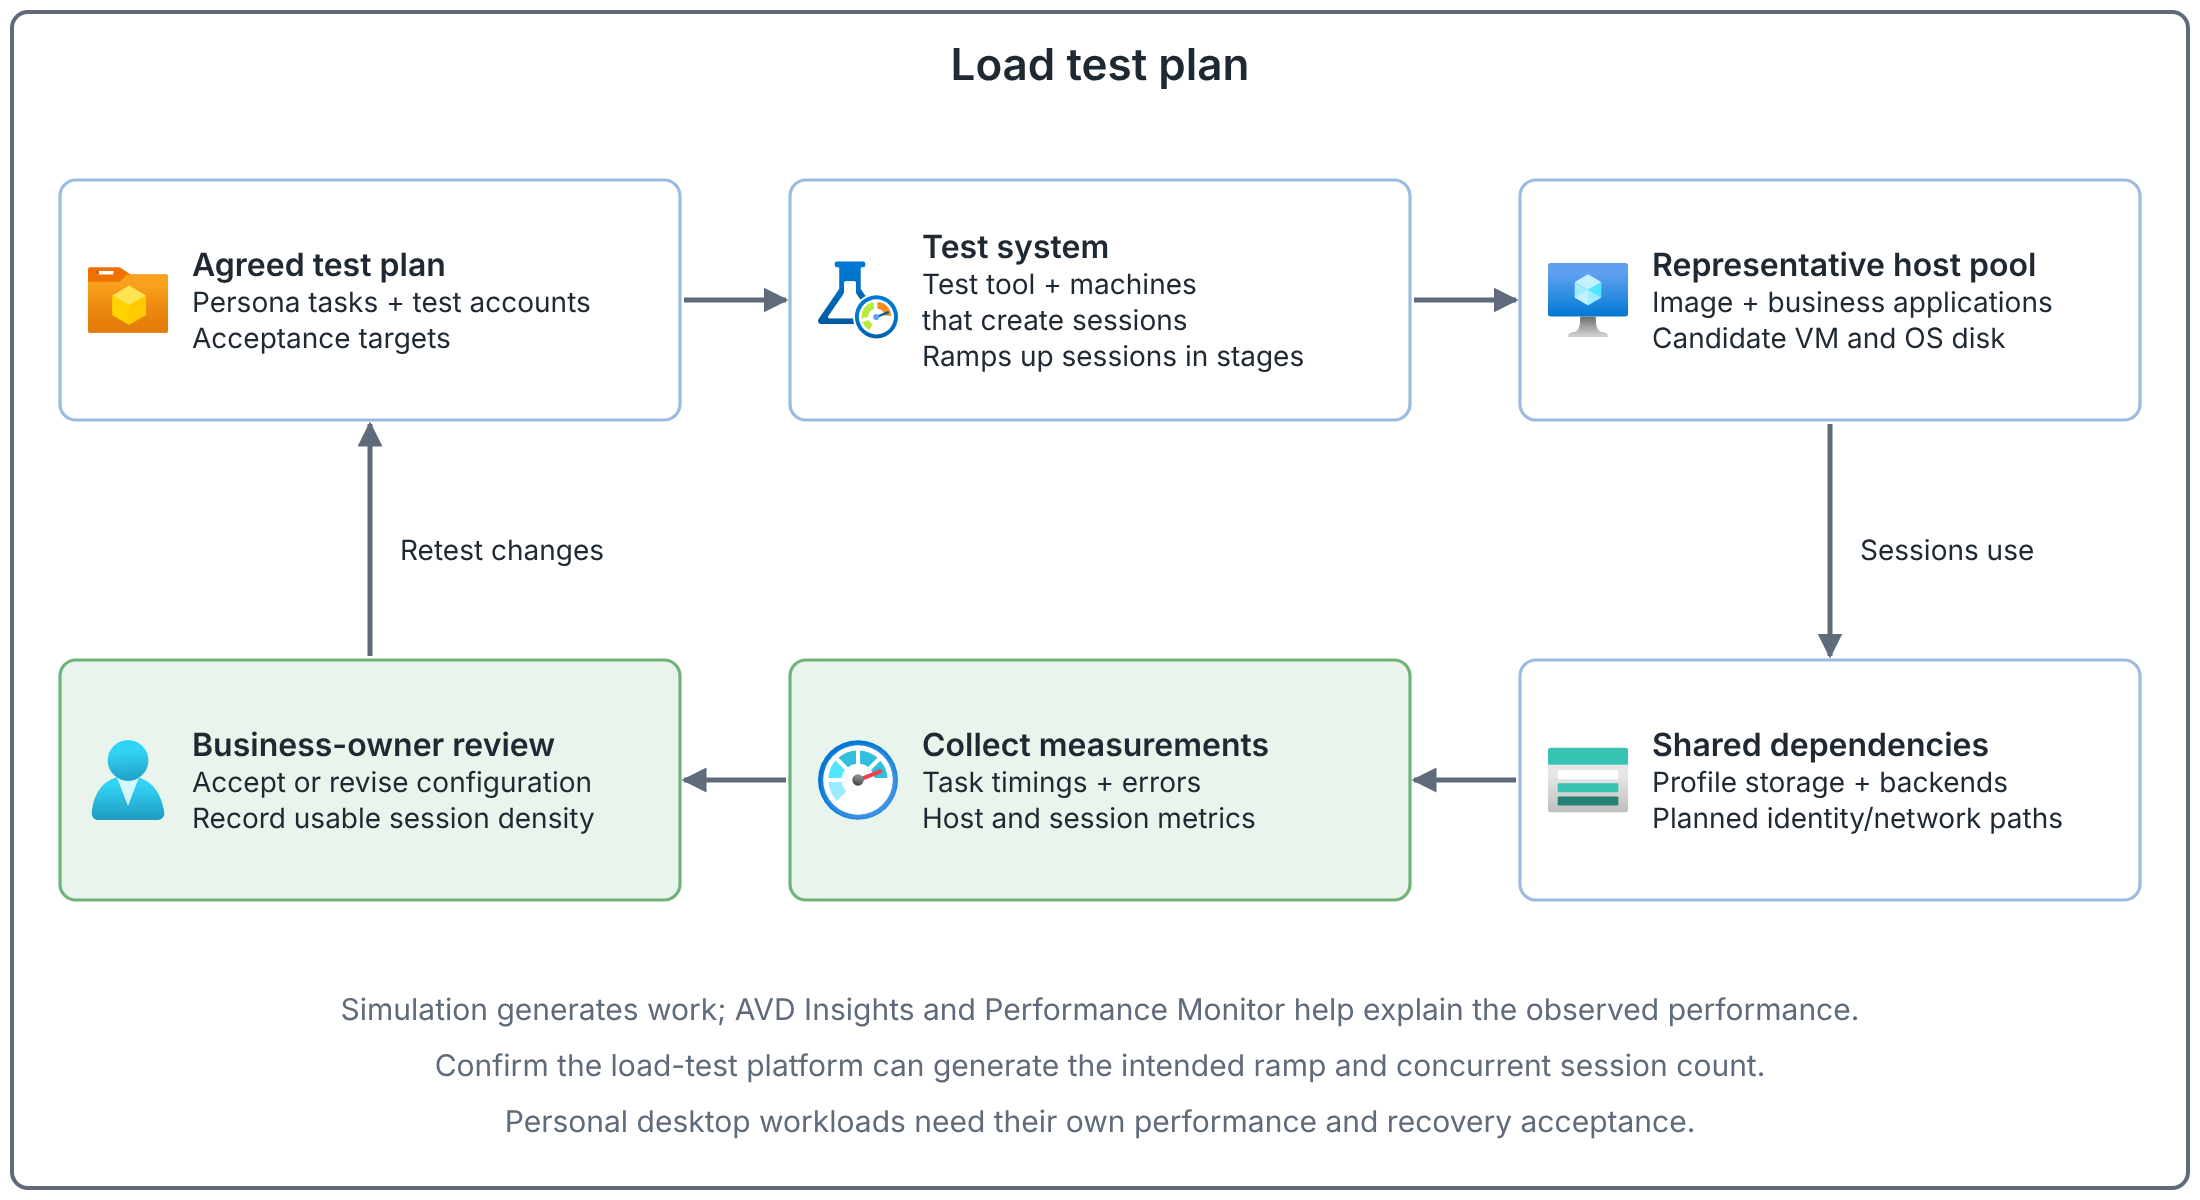 Load test plan
Agreed test plan
Persona tasks + test accounts
Acceptance targets
Test system
Test tool + machines
that create sessions
Ramps up sessions in stages
Representative host pool
Image + business applications
Candidate VM and OS disk
Retest changes
Sessions use
Business-owner review
Accept or revise configuration
Record usable session density
Collect measurements
Task timings + errors
Host and session metrics
Shared dependencies
Profile storage + backends
Planned identity/network paths
Simulation generates work; AVD Insights and Performance Monitor help explain the observed performance.
Confirm the load-test platform can generate the intended ramp and concurrent session count.
Personal desktop workloads need their own performance and recovery acceptance.